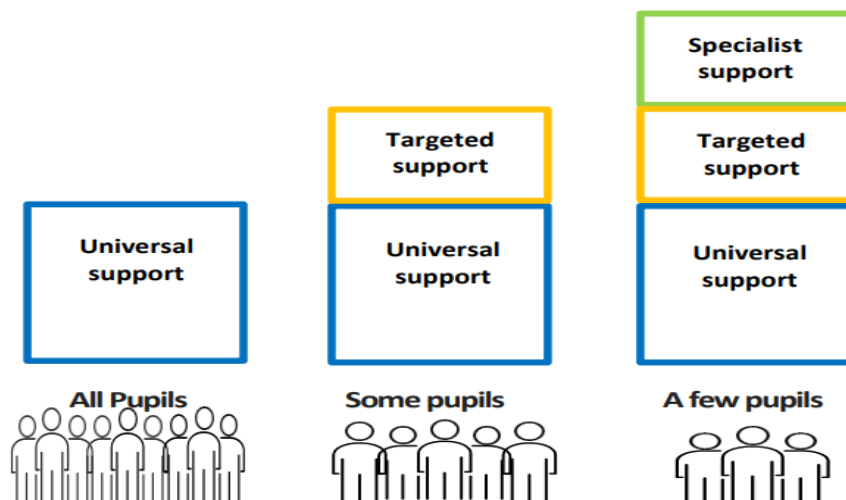 Specialist
support
Targeted
support
Targeted
support
Universal
support
Universal
support
Universal
support
All Pupils
Some pupils
A few pupils